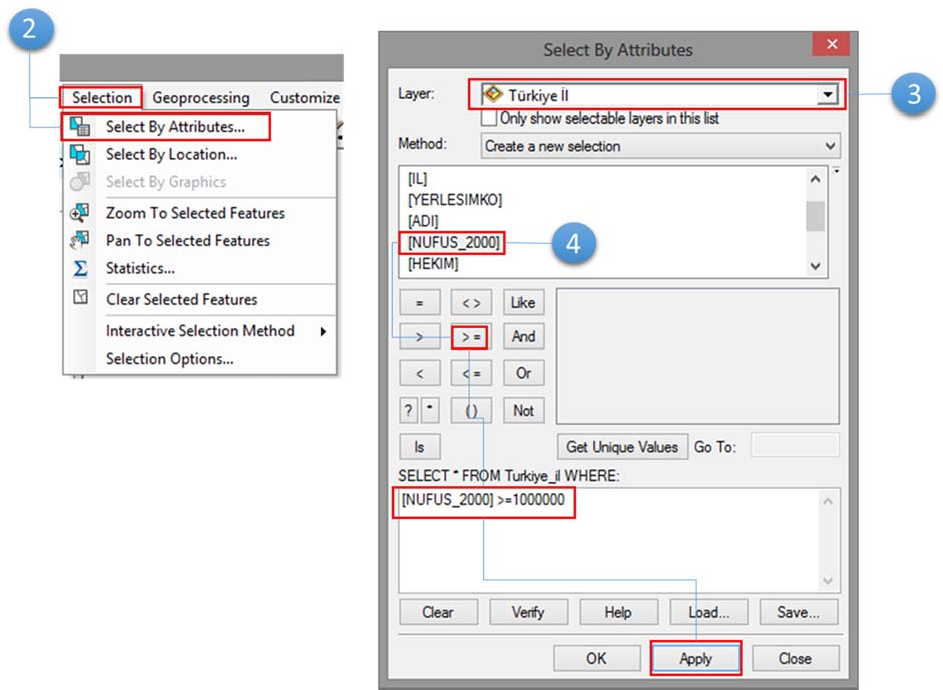 2
Selection Geoprocessing Customize
Select By Attributes...
Select By Location...
Select By Graphics
Zoom To Selected Features
Pan To Selected Features
Statistics...
Clear Selected Features
Interactive Selection Method
Selection Options...
Select By Attributes
Layer: Türkiye İl
3
Only show selectable layers in this list
Method: Create a new selection
[IL]
[YERLESIMKO]
[ADI]
[NUFUS_2000]
4
[HEKIM]
= < > Like
> > = And
< < = Or
? * ( ) Not
Is Get Unique Values Go To:
SELECT * FROM Turkiye_il WHERE:
[NUFUS_2000] >=1000000
Clear Verify Help Load... Save...
OK Apply Close